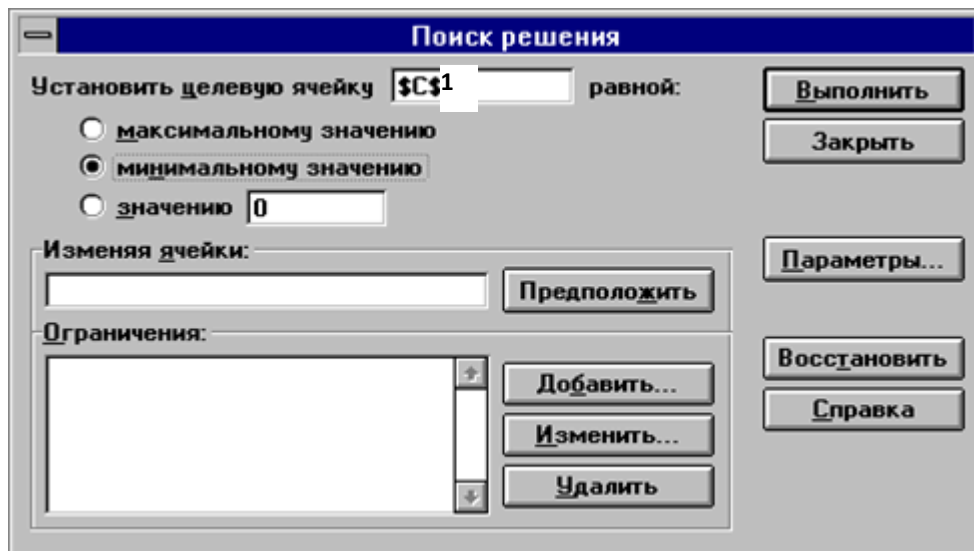 Поиск решения
Установить целевую ячейку $C$1 равной:
Выполнить
максимальному значению
Закрыть
минимальному значению
значению 0
Изменяя ячейки:
Параметры...
Предположить
Ограничения:
Восстановить
Добавить...
Справка
Изменить...
Удалить